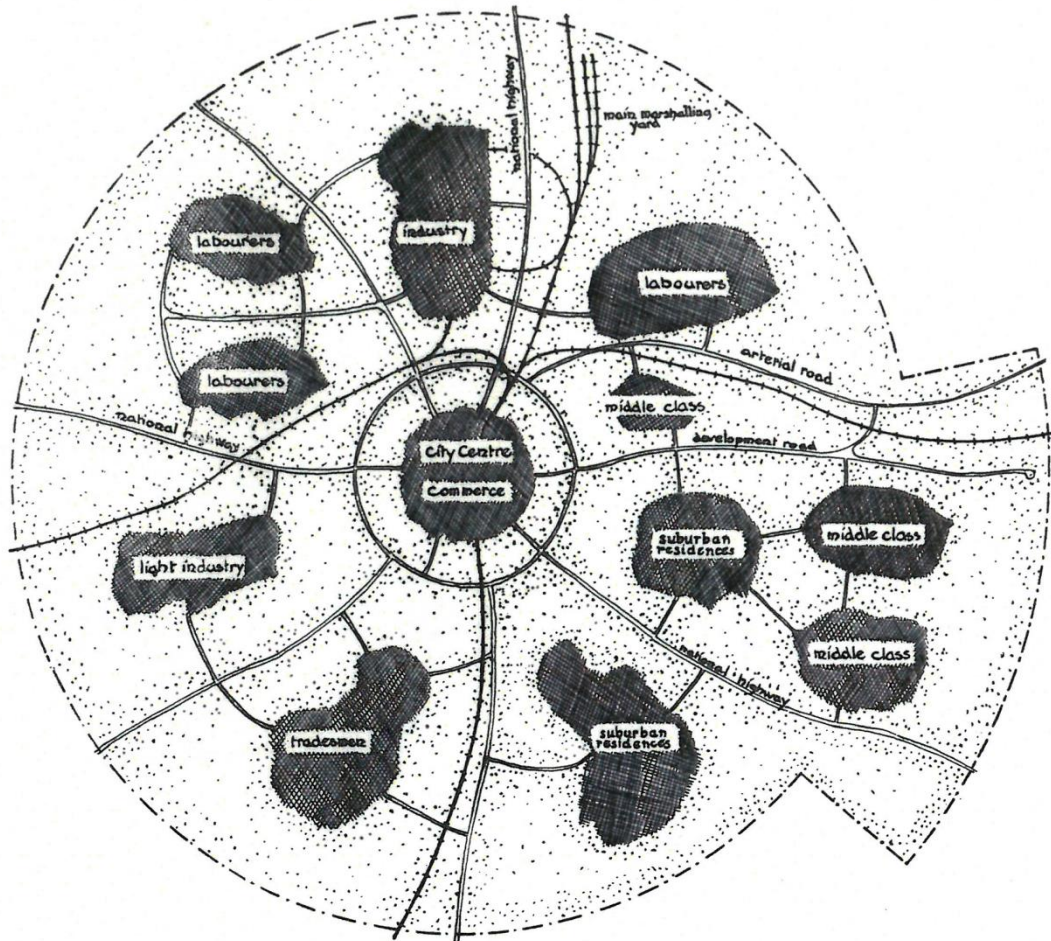 national highway
main marshalling
yard
labourers
industry
labourers
arterial road
labourers
middle class
national highway
development road
City Centre
Commerce
suburban
residences
middle class
light industry
middle class
national highway
tradesmen
suburban
residences